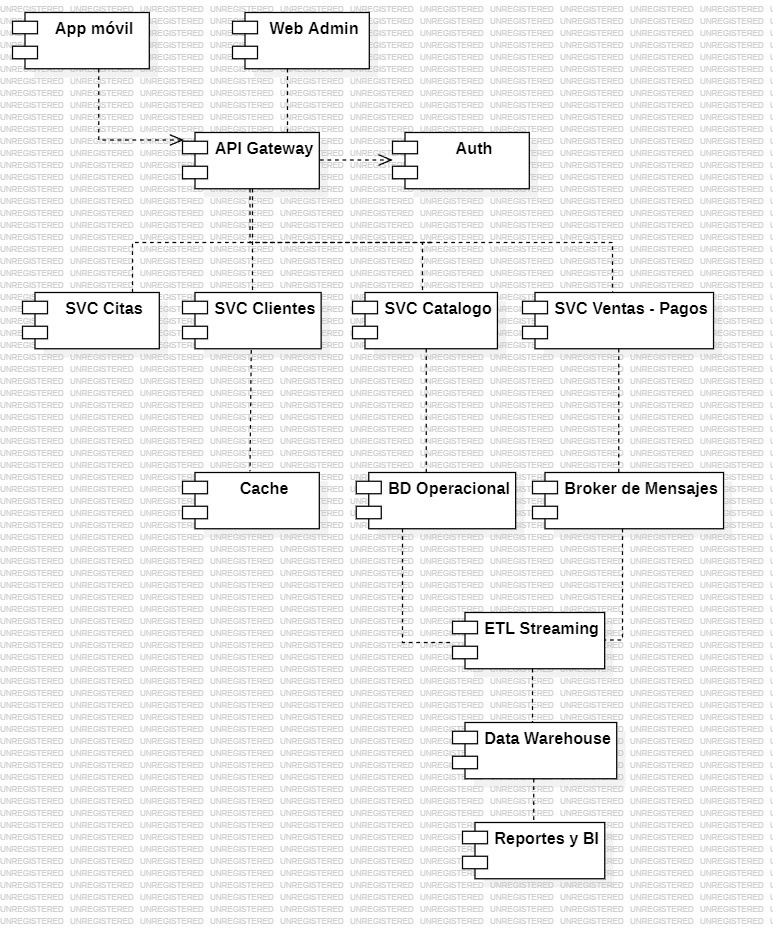 App móvil
Web Admin
API Gateway
Auth
SVC Citas
SVC Clientes
SVC Catalogo
SVC Ventas - Pagos
Cache
BD Operacional
Broker de Mensajes
ETL Streaming
Data Warehouse
Reportes y BI
UNREGISTERED